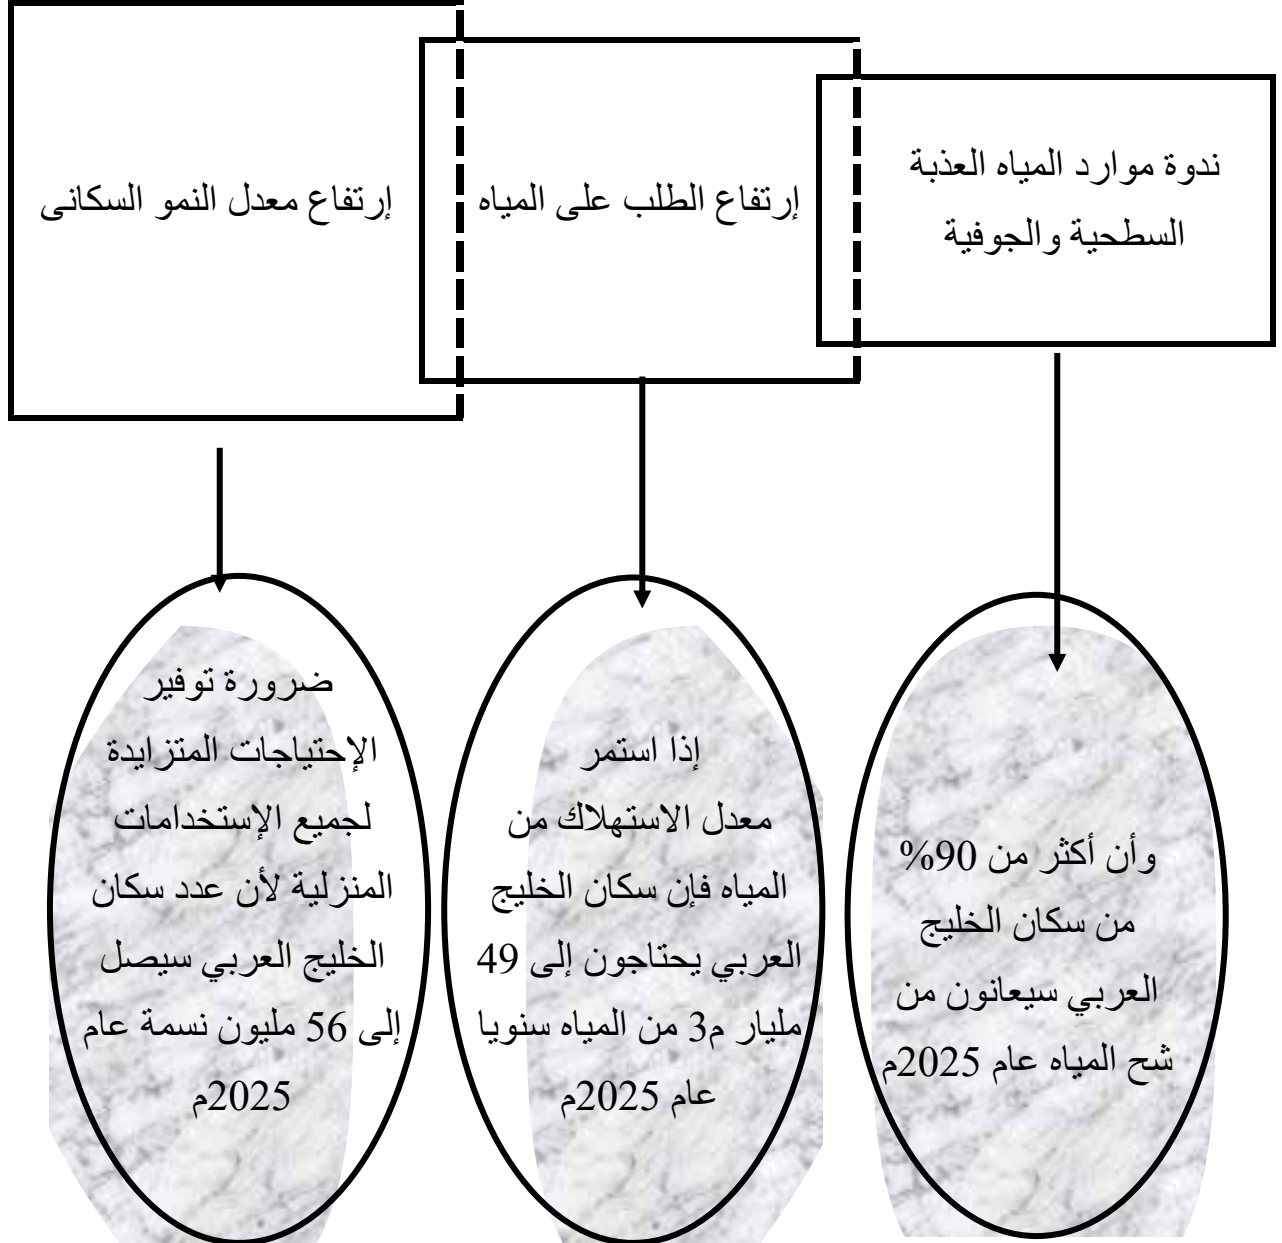 ندوة موارد المياه العذبة
السطحية والجوفية
إرتفاع الطلب على المياه
إرتفاع معدل النمو السكانى
وأن أكثر من 90%
من سكان الخليج
العربي سيعانون من
شح المياه عام 2025م
إذا استمر
معدل الاستهلاك من
المياه فإن سكان الخليج
العربي يحتاجون إلى 49
مليار م3 من المياه سنويا
عام 2025م
ضرورة توفير
الإحتياجات المتزايدة
لجميع الإستخدامات
المنزلية لأن عدد سكان
الخليج العربي سيصل
إلى 56 مليون نسمة عام
2025م